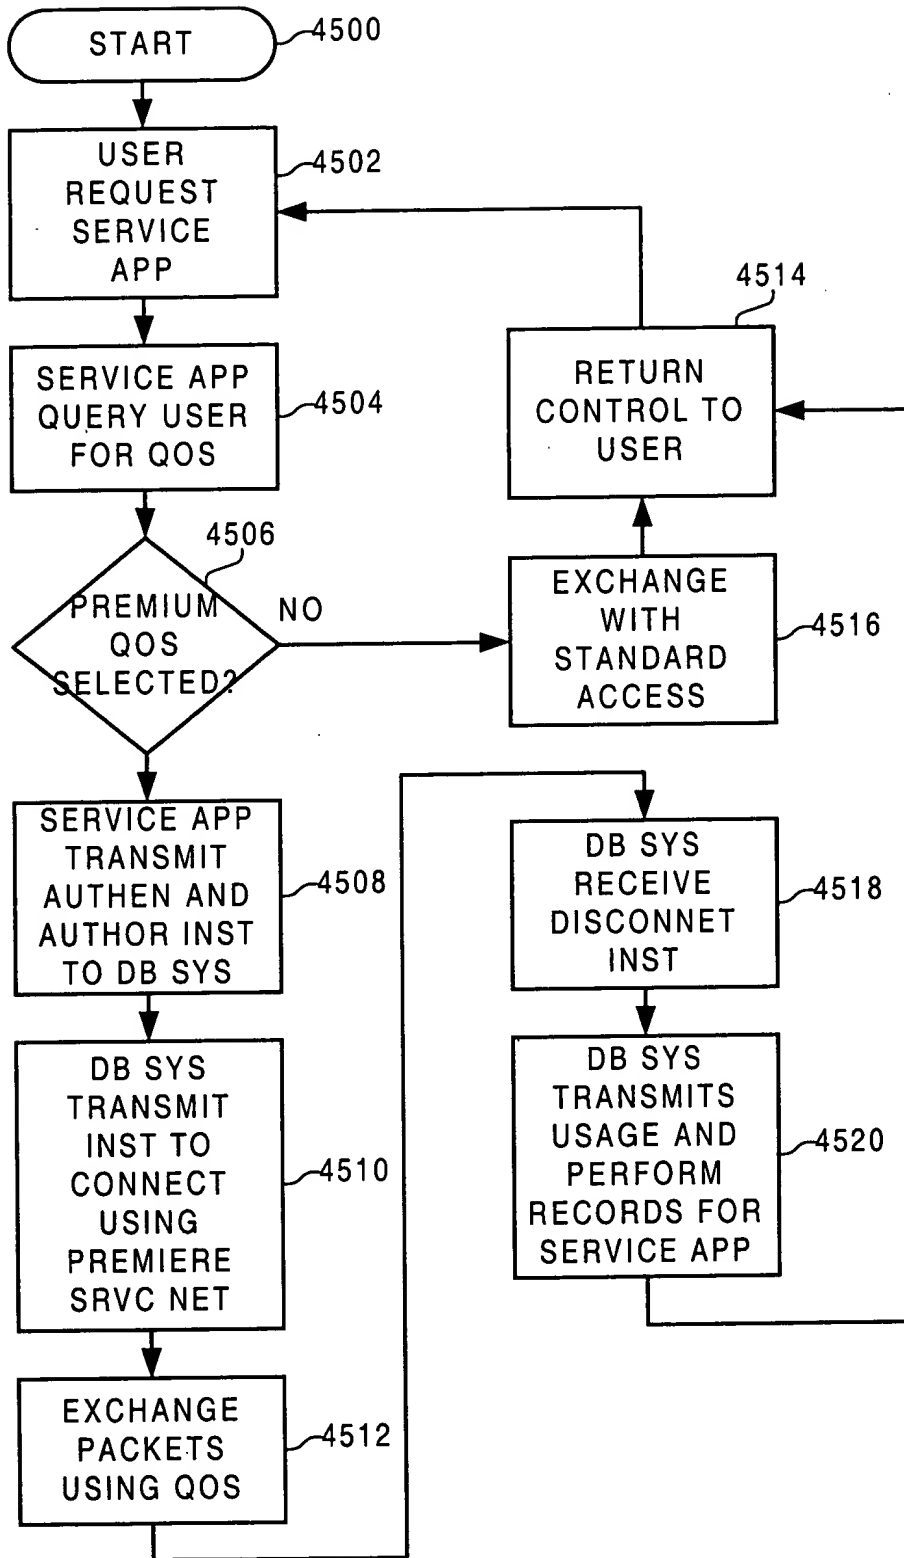 START
4500
USER
REQUEST
SERVICE
APP
4502
SERVICE APP
QUERY USER
FOR QOS
4504
4506
PREMIUM
QOS
SELECTED?
NO
4514
RETURN
CONTROL TO
USER
EXCHANGE
WITH
STANDARD
ACCESS
4516
SERVICE APP
TRANSMIT
AUTHEN AND
AUTHOR INST
TO DB SYS
4508
DB SYS
TRANSMIT
INST TO
CONNECT
USING
PREMIERE
SRVC NET
4510
EXCHANGE
PACKETS
USING QOS
4512
DB SYS
RECEIVE
DISCONNET
INST
4518
DB SYS
TRANSMITS
USAGE AND
PERFORM
RECORDS FOR
SERVICE APP
4520